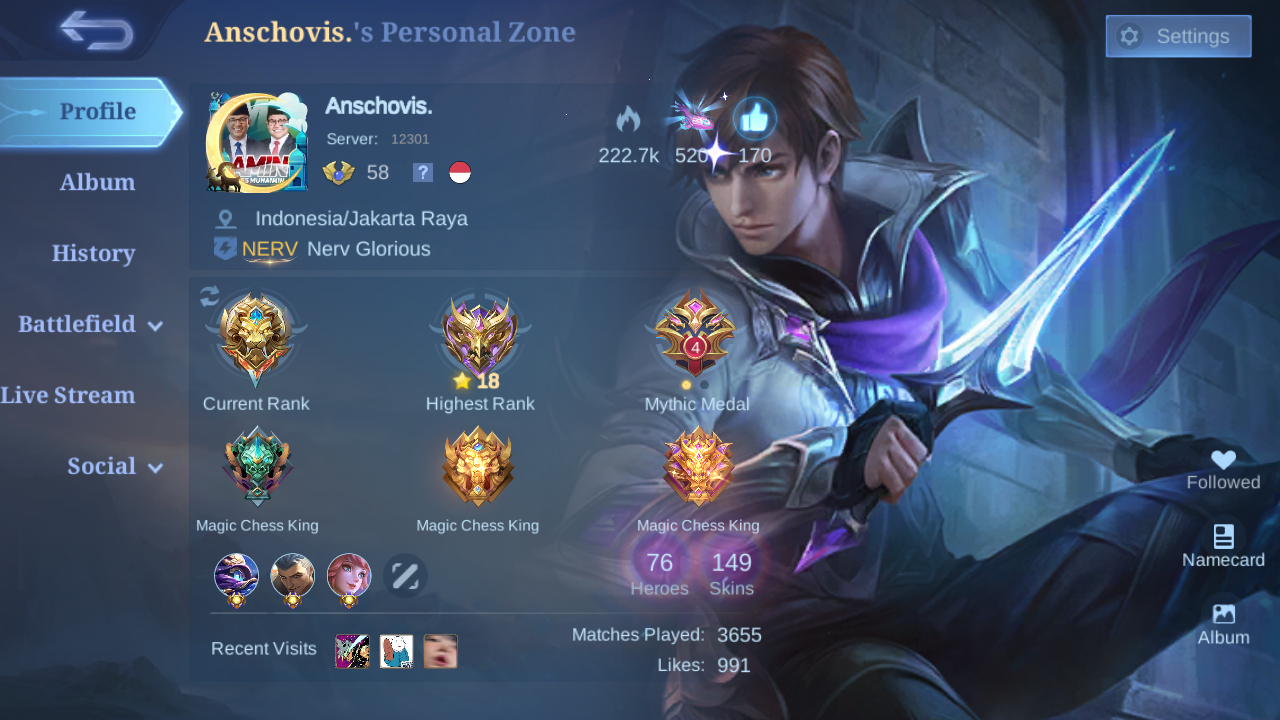 Anschovis.'s Personal Zone
Settings
Profile
Album
History
Battlefield
Live Stream
Social
AMIN
Anschovis.
Server: 12301
58
?
222.7k 520 170
Indonesia/Jakarta Raya
NERV Nerv Glorious
18
4
Current Rank
Highest Rank
Mythic Medal
Magic Chess King
Magic Chess King
Magic Chess King
76
Heroes
149
Skins
Recent Visits
Matches Played: 3655
Likes: 991
Followed
Namecard
Album